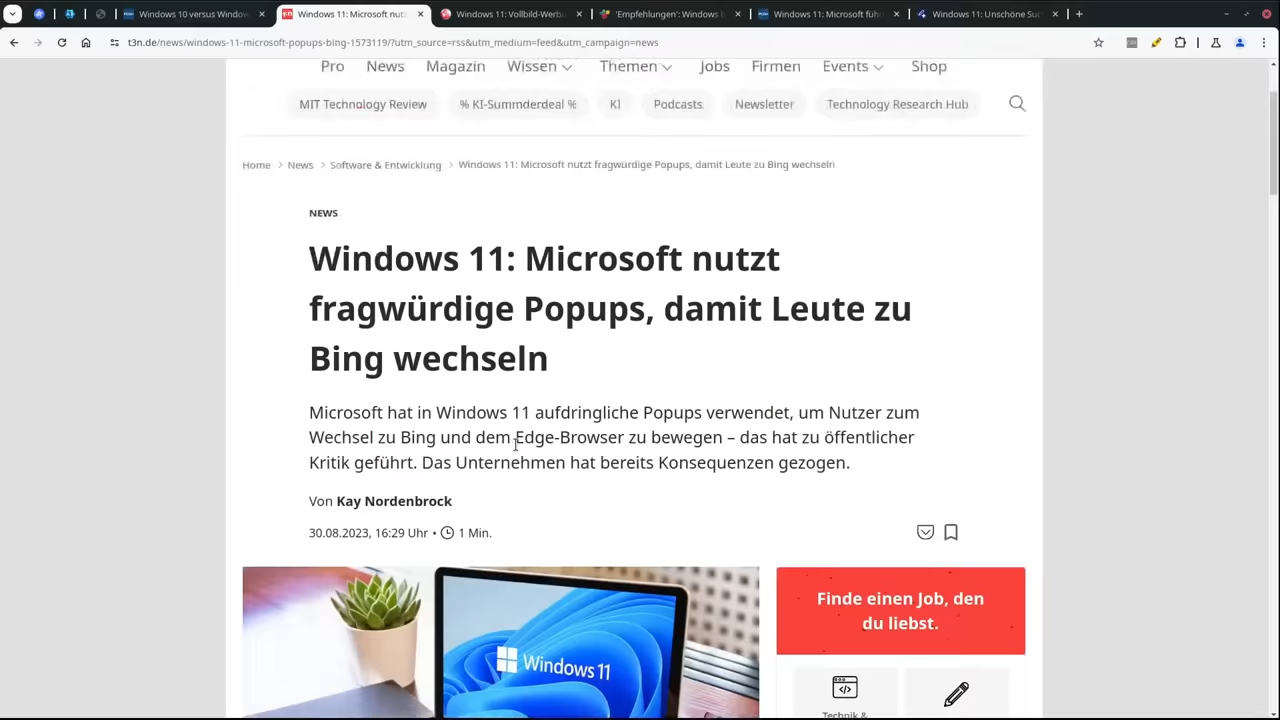 Windows 10 versus Window
Windows 11: Microsoft nutz
Windows 11: Vollbild-Werbu
'Empfehlungen': Windows
Windows 11: Microsoft führ
Windows 11: Unschöne Su
t3n.de/news/windows-11-microsoft-popups-bing-1573119/?utm_source=rss&utm_medium=feed&utm_campaign=news
Pro News Magazin Wissen Themen Jobs Firmen Events Shop
MIT Technology Review % KI-Summderdeal % KI Podcasts Newsletter Technology Research Hub
Home > News > Software & Entwicklung > Windows 11: Microsoft nutzt fragwürdige Popups, damit Leute zu Bing wechseln
NEWS
Windows 11: Microsoft nutzt
fragwürdige Popups, damit Leute zu
Bing wechseln
Microsoft hat in Windows 11 aufdringliche Popups verwendet, um Nutzer zum
Wechsel zu Bing und dem Edge-Browser zu bewegen – das hat zu öffentlicher
Kritik geführt. Das Unternehmen hat bereits Konsequenzen gezogen.
Von Kay Nordenbrock
30.08.2023, 16:29 Uhr • 1 Min.
Windows 11
Finde einen Job, den
du liebst.
Technik &